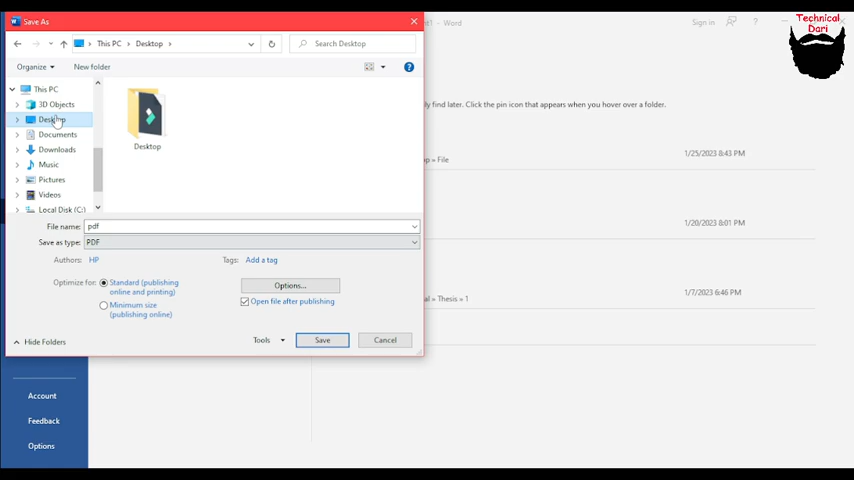 Save As
nt1 - Word
Sign in
?
Technical
Dari
This PC
Desktop
Search Desktop
Organize
New folder
This PC
3D Objects
Desktop
Documents
Downloads
Music
Pictures
Videos
Local Disk (C:)
Desktop
ly find later. Click the pin icon that appears when you hover over a folder.
1/25/2023 8:43 PM
op » File
1/20/2023 8:01 PM
al » Thesis » 1
1/7/2023 6:46 PM
File name: pdf
Save as type: PDF
Authors: HP
Tags: Add a tag
Optimize for: Standard (publishing
online and printing)
Minimum size
(publishing online)
Options...
Open file after publishing
Hide Folders
Tools
Save
Cancel
Account
Feedback
Options